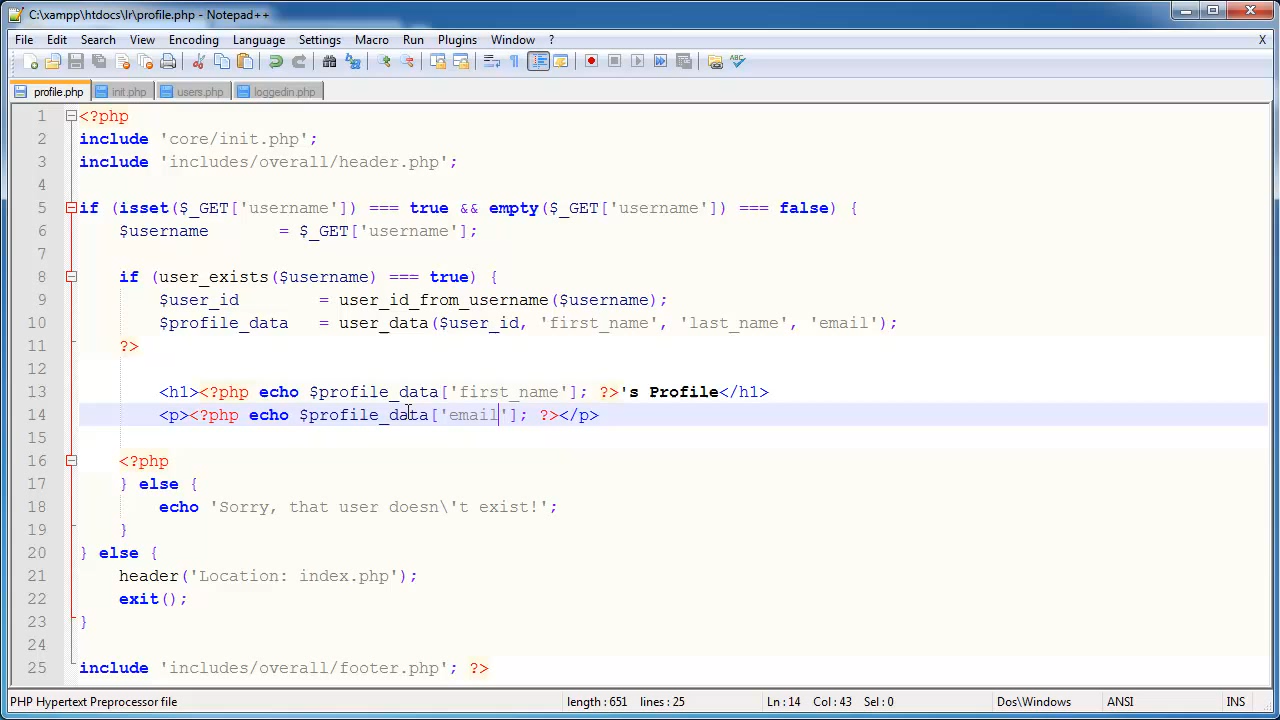 C:\xampp\htdocs\lr\profile.php - Notepad++
File Edit Search View Encoding Language Settings Macro Run Plugins Window ? X
profile.php init.php users.php loggedin.php
1 <?php
2 include 'core/init.php';
3 include 'includes/overall/header.php';
4
5 if (isset($_GET['username']) === true && empty($_GET['username']) === false) {
6 $username = $_GET['username'];
7
8 if (user_exists($username) === true) {
9 $user_id = user_id_from_username($username);
10 $profile_data = user_data($user_id, 'first_name', 'last_name', 'email');
11 ?>
12
13 <h1><?php echo $profile_data['first_name']; ?>'s Profile</h1>
14 <p><?php echo $profile_data['email']; ?></p>
15
16 <?php
17 } else {
18 echo 'Sorry, that user doesn\'t exist!';
19 }
20 } else {
21 header('Location: index.php');
22 exit();
23 }
24
25 include 'includes/overall/footer.php'; ?>
PHP Hypertext Preprocessor file length : 651 lines : 25 Ln : 14 Col : 43 Sel : 0 Dos\Windows ANSI INS